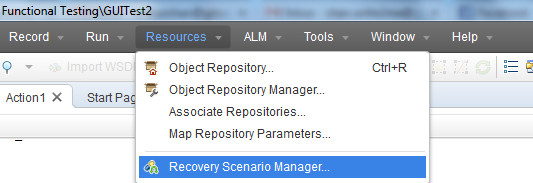 Functional Testing\GUITest2
Record Run Resources ALM Tools Window Help
Import WSD
Object Repository... Ctrl+R
Object Repository Manager...
Action1 Start Pag
Associate Repositories...
Map Repository Parameters...
Recovery Scenario Manager...